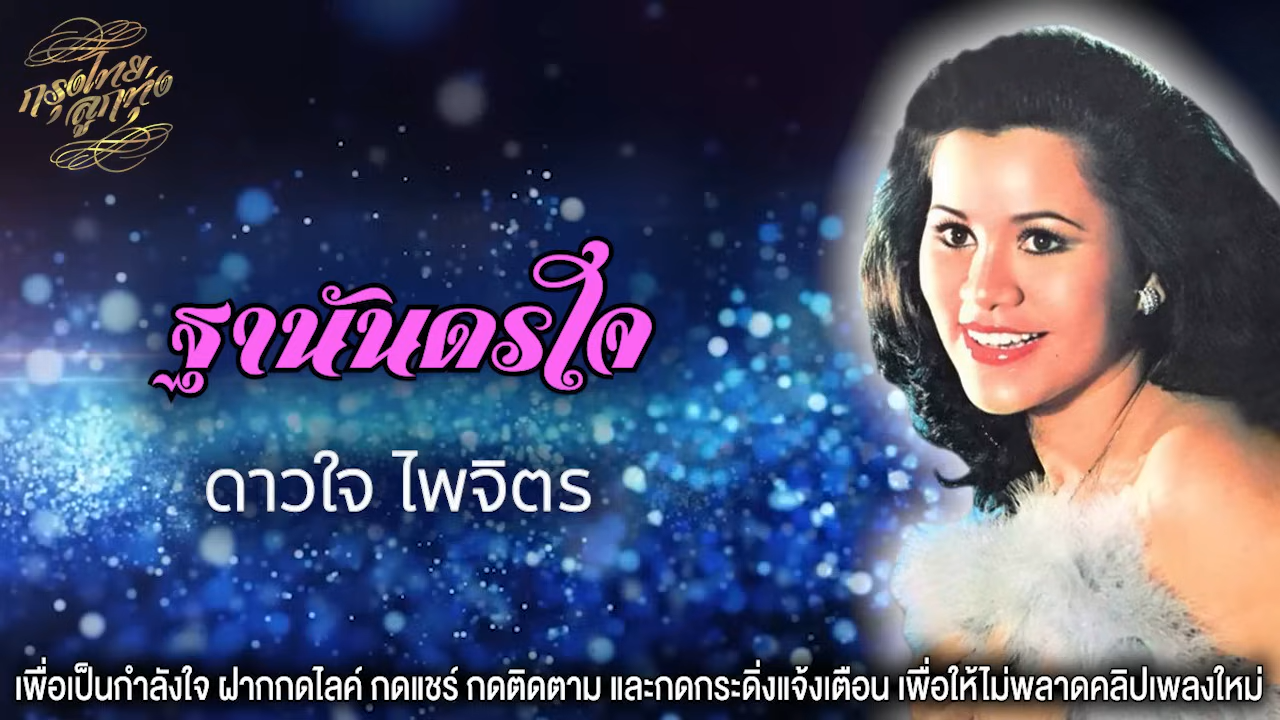 กรุงไทย
ลูกทุ่ง
ฐานันดรใจ
ดาวใจ ไพจิตร
เพื่อเป็นกำลังใจ ฝากกดไลค์ กดแชร์ กดติดตาม และกดกระดิ่งแจ้งเตือน เพื่อให้ไม่พลาดคลิปเพลงใหม่